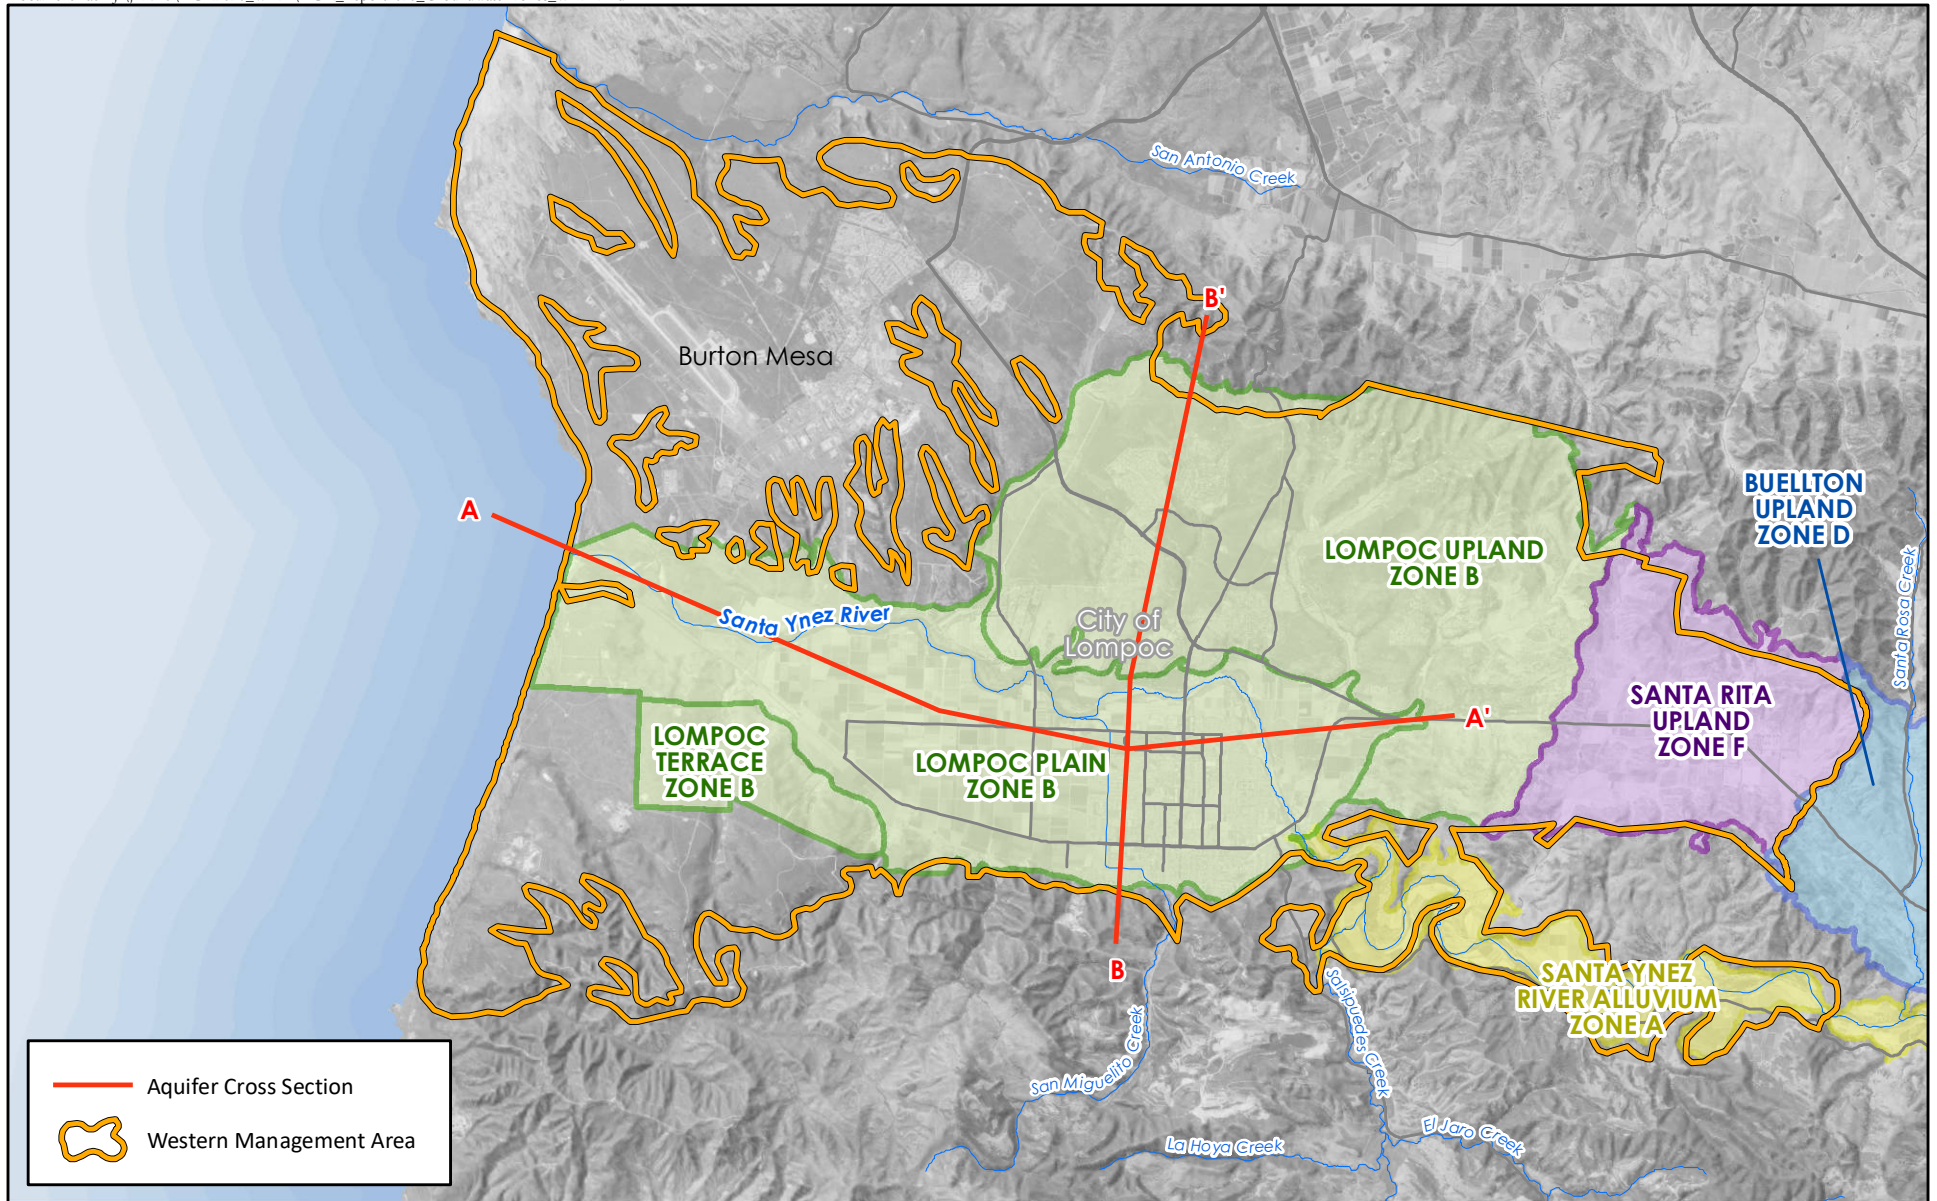 San Antonio Creek
B'
Burton Mesa
BUELLTON
UPLAND
ZONE D
A
LOMPOC UPLAND
ZONE B
Santa Rosa Creek
Santa Ynez River
City of
Lompoc
SANTA RITA
UPLAND
ZONE F
A'
LOMPOC
TERRACE
ZONE B
LOMPOC PLAIN
ZONE B
B
SANTA YNEZ
RIVER ALLUVIUM
ZONE A
Salsipuedes Creek
San Miguelito Creek
El Jaro Creek
La Hoya Creek
Aquifer Cross Section
Western Management Area